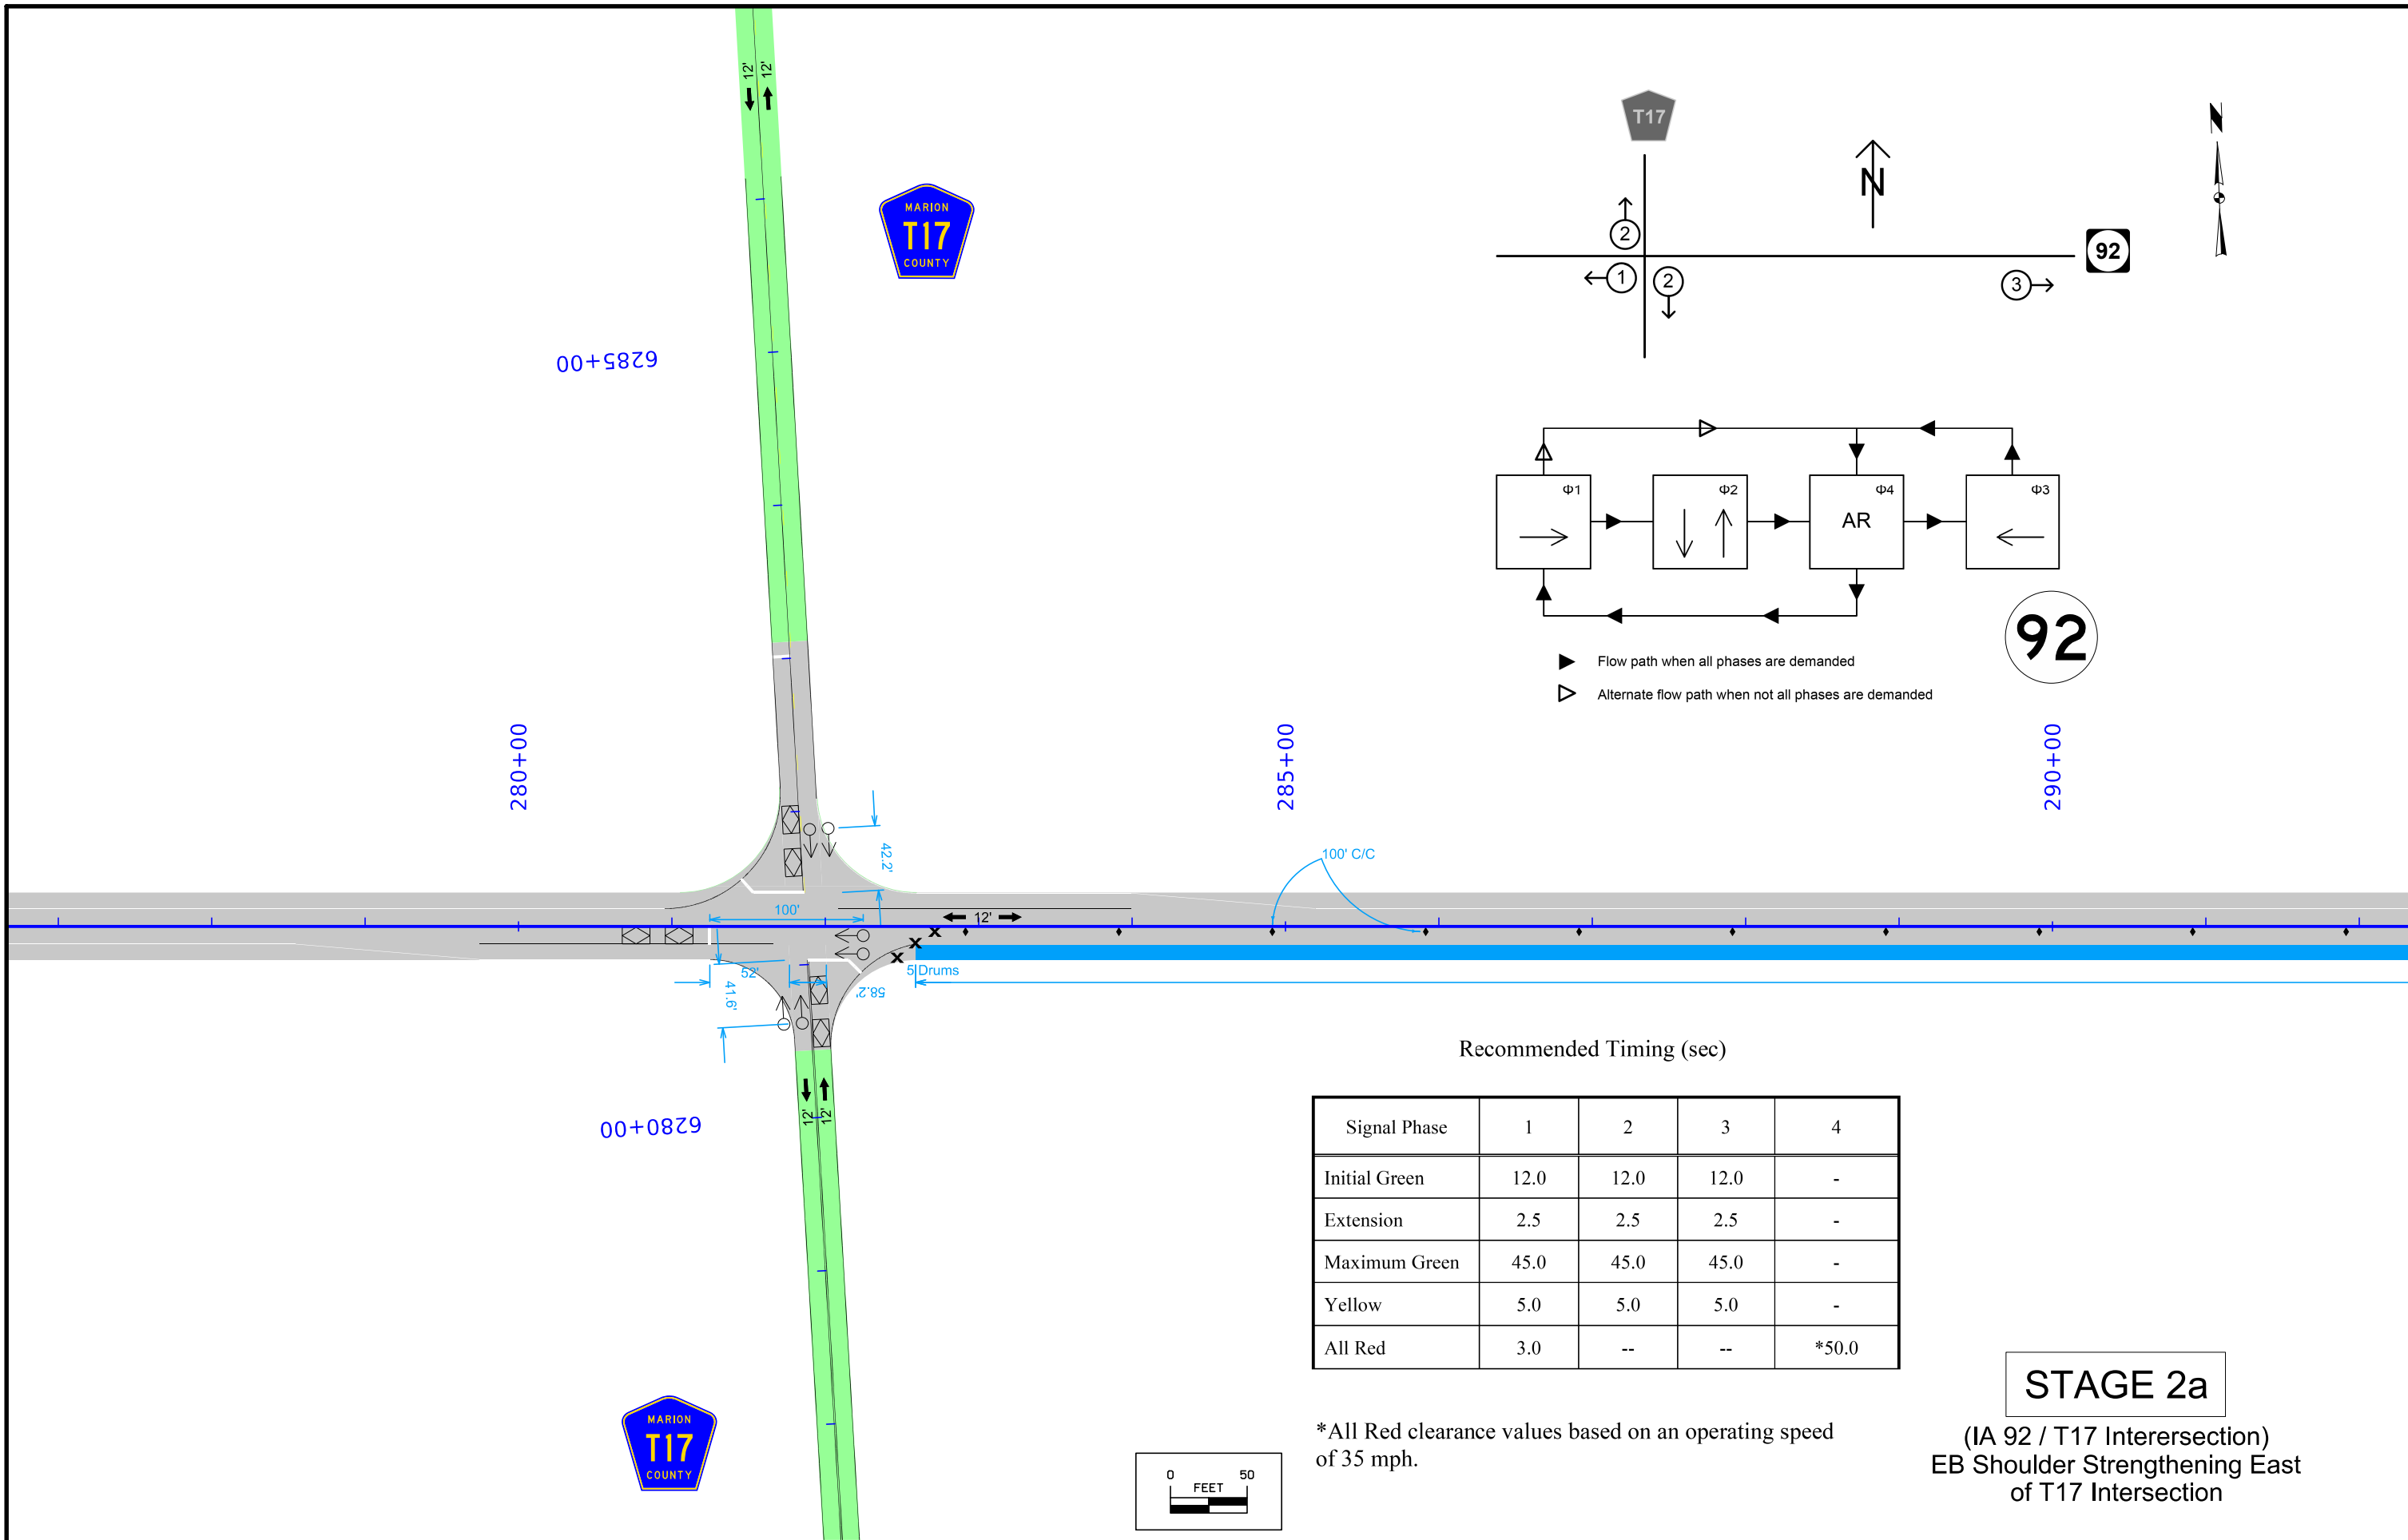 12'
12'
MARION
T17
COUNTY
6285+00
T17
N
N
2
1
2
3
92
Φ1
Φ2
Φ4
AR
Φ3
Flow path when all phases are demanded
Alternate flow path when not all phases are demanded
92
280+00
285+00
290+00
42.2'
100'
12'
100' C/C
52'
41.6'
58.2'
5 Drums
12'
12'
6280+00
Recommended Timing (sec)
Signal Phase 1 2 3 4
Initial Green 12.0 12.0 12.0 -
Extension 2.5 2.5 2.5 -
Maximum Green 45.0 45.0 45.0 -
Yellow 5.0 5.0 5.0 -
All Red 3.0 -- -- *50.0
*All Red clearance values based on an operating speed
of 35 mph.
MARION
T17
COUNTY
0 50
FEET
STAGE 2a
(IA 92 / T17 Interersection)
EB Shoulder Strengthening East
of T17 Intersection